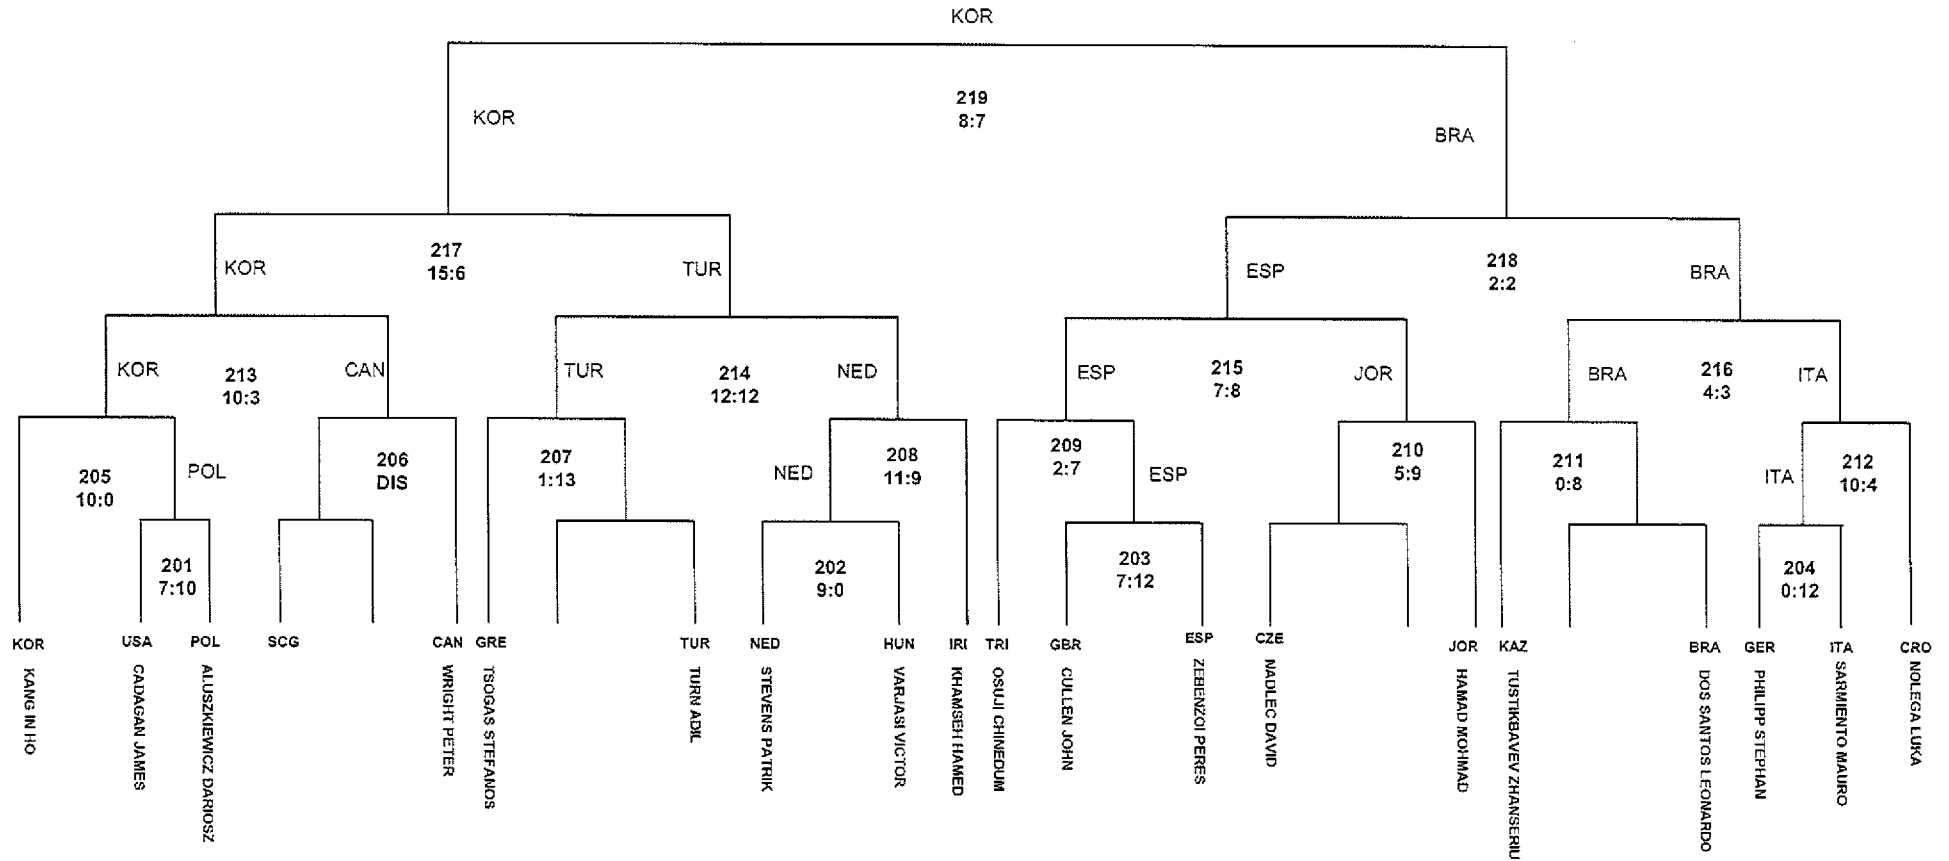 KOR
KOR
219
8:7
BRA
KOR
217
15:6
TUR
ESP
218
2:2
BRA
KOR
213
10:3
CAN
TUR
214
12:12
NED
ESP
215
7:8
JOR
BRA
216
4:3
ITA
205
10:0
POL
206
DIS
207
1:13
NED
208
11:9
209
2:7
ESP
210
5:9
211
0:8
ITA
212
10:4
201
7:10
202
9:0
203
7:12
204
0:12
KOR
USA
POL
SCG
CAN
GRE
TUR
NED
HUN
IRI
TRI
GBR
ESP
CZE
JOR
KAZ
BRA
GER
ITA
CRO
KANG IN HO
CADAGAN JAMES
ALUSZKIEWICZ DARIOSZ
WRIGHT PETER
TSOGAS STEFANOS
TURN ADIL
STEVENS PATRIK
VARJASI VICTOR
KHAMSEH HAMED
OSUJI CHINEDUM
CULLEN JOHN
ZEBENZOI PERES
NADLEC DAVID
HAMAD MOHMAD
TUSTIKBAVEV ZHANSERIU
DOS SANTOS LEONARDO
PHILIPP STEPHAN
SARMIENTO MAURO
NOLEGA LUKA